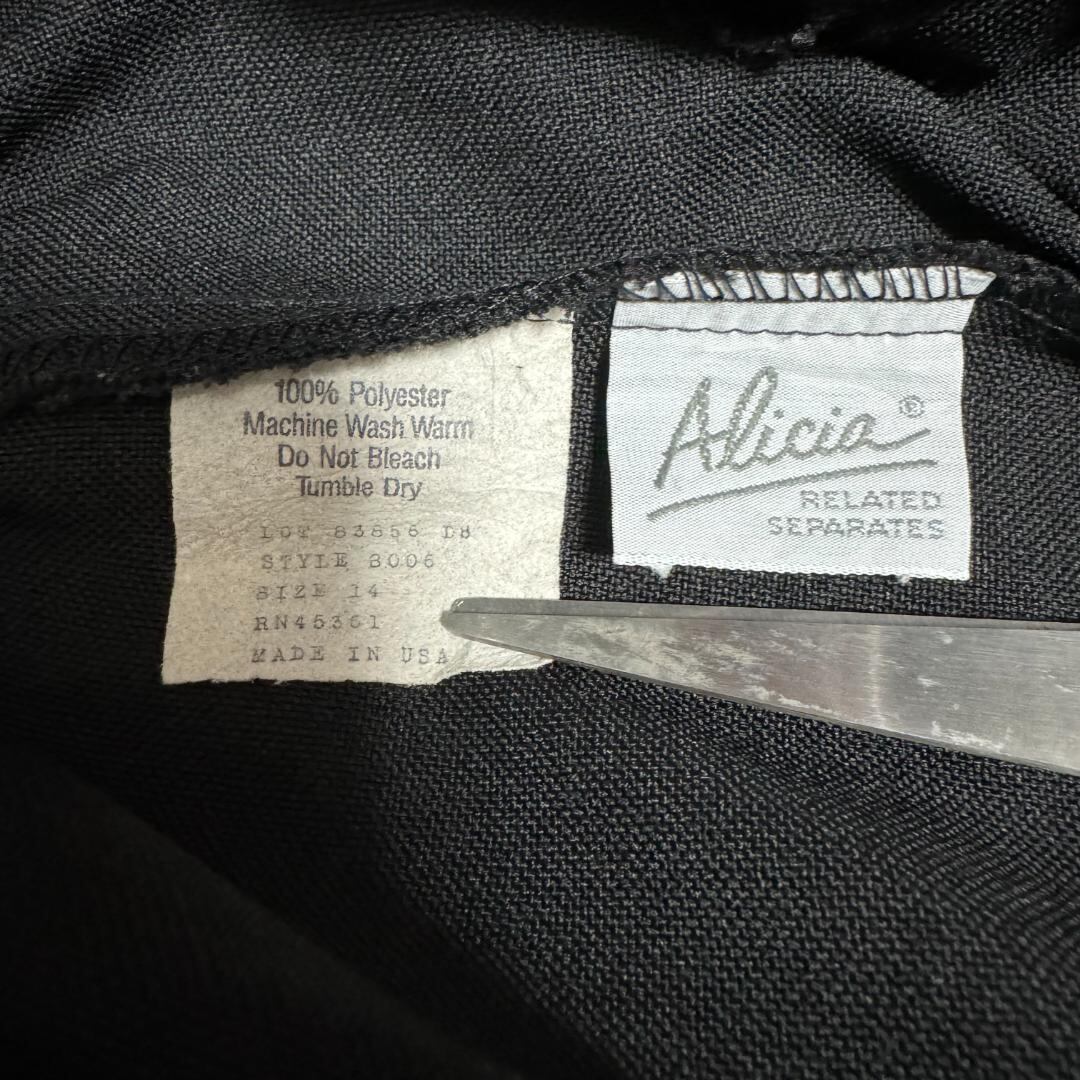 100% Polyester
Machine Wash Warm
Do Not Bleach
Tumble Dry
LOT 83856 D8
STYLE 8006
SIZE 14
RN45361
MADE IN USA
Alicia®
RELATED
SEPARATES